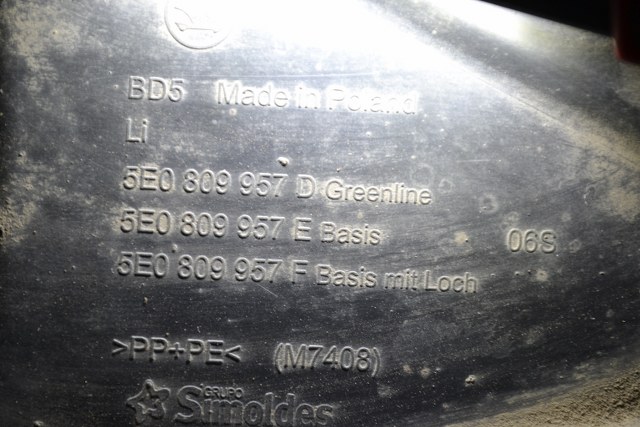 BD5 Made in Poland
Li
5E0 809 957 D Greenline
5E0 809 957 E Basis 06S
5E0 809 957 F Basis mit Loch
>PP+PE< (M7408)
GRUPO
Simoldes